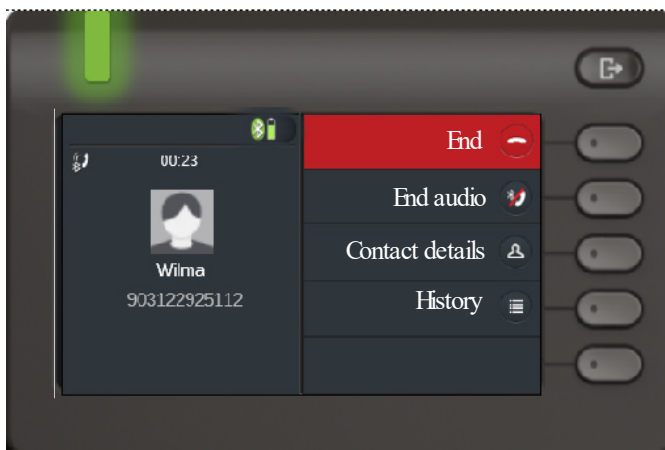 00:23
Wilma
903122925112
End
End audio
Contact details
History